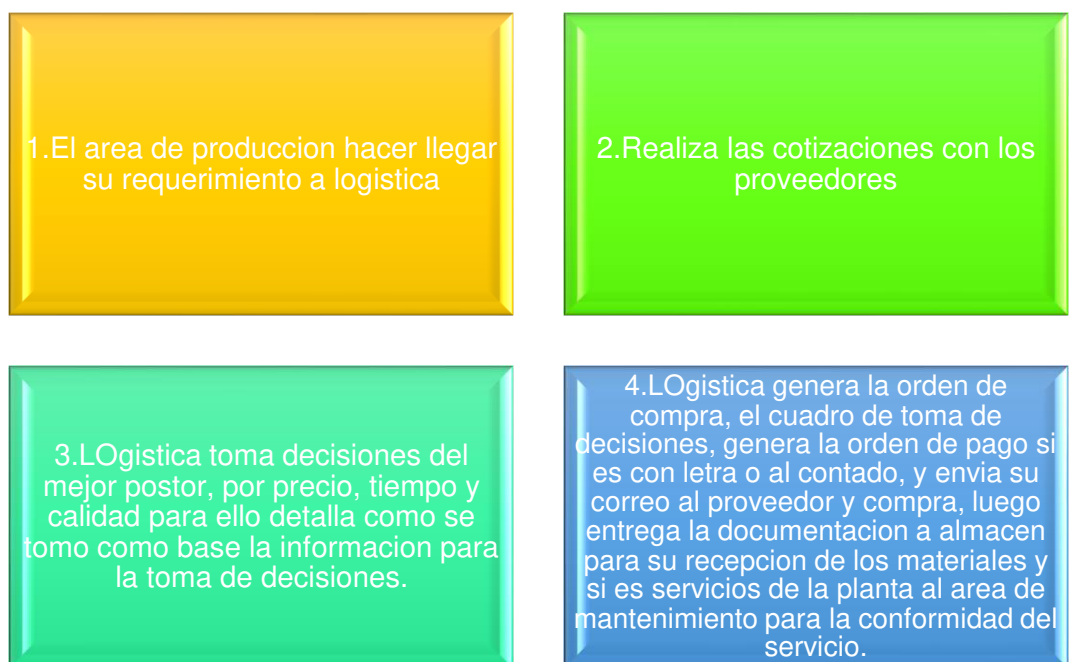 1.El area de produccion hacer llegar
su requerimiento a logistica
2.Realiza las cotizaciones con los
proveedores
3.LOgistica toma decisiones del
mejor postor, por precio, tiempo y
calidad para ello detalla como se
tomo como base la informacion para
la toma de decisiones.
4.LOgistica genera la orden de
compra, el cuadro de toma de
decisiones, genera la orden de pago si
es con letra o al contado, y envia su
correo al proveedor y compra, luego
entrega la documentacion a almacen
para su recepcion de los materiales y
si es servicios de la planta al area de
mantenimiento para la conformidad del
servicio.